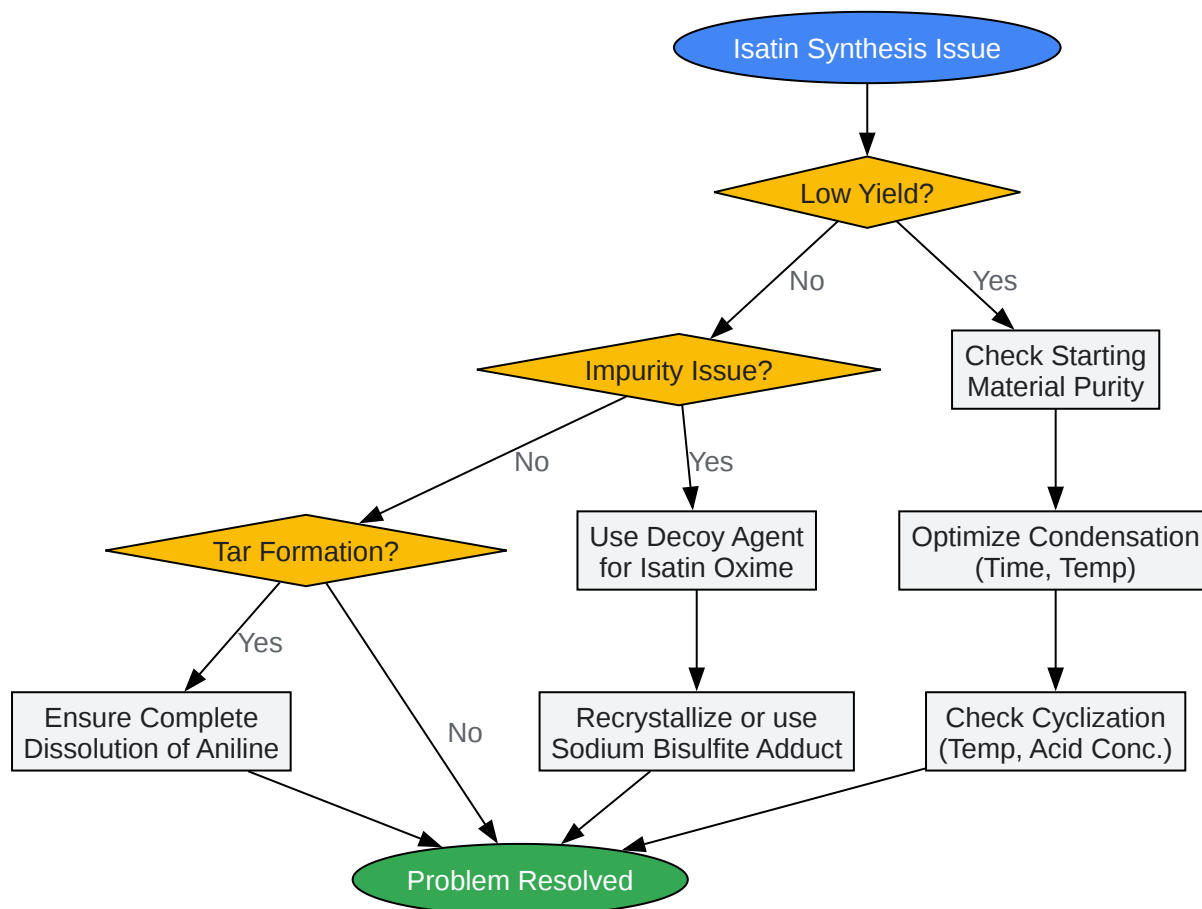 Isatin Synthesis Issue
Low Yield?
No
Yes
Impurity Issue?
Check Starting
Material Purity
No
Yes
Tar Formation?
Use Decoy Agent
for Isatin Oxime
Optimize Condensation
(Time, Temp)
Yes
No
Ensure Complete
Dissolution of Aniline
Recrystallize or use
Sodium Bisulfite Adduct
Check Cyclization
(Temp, Acid Conc.)
Problem Resolved